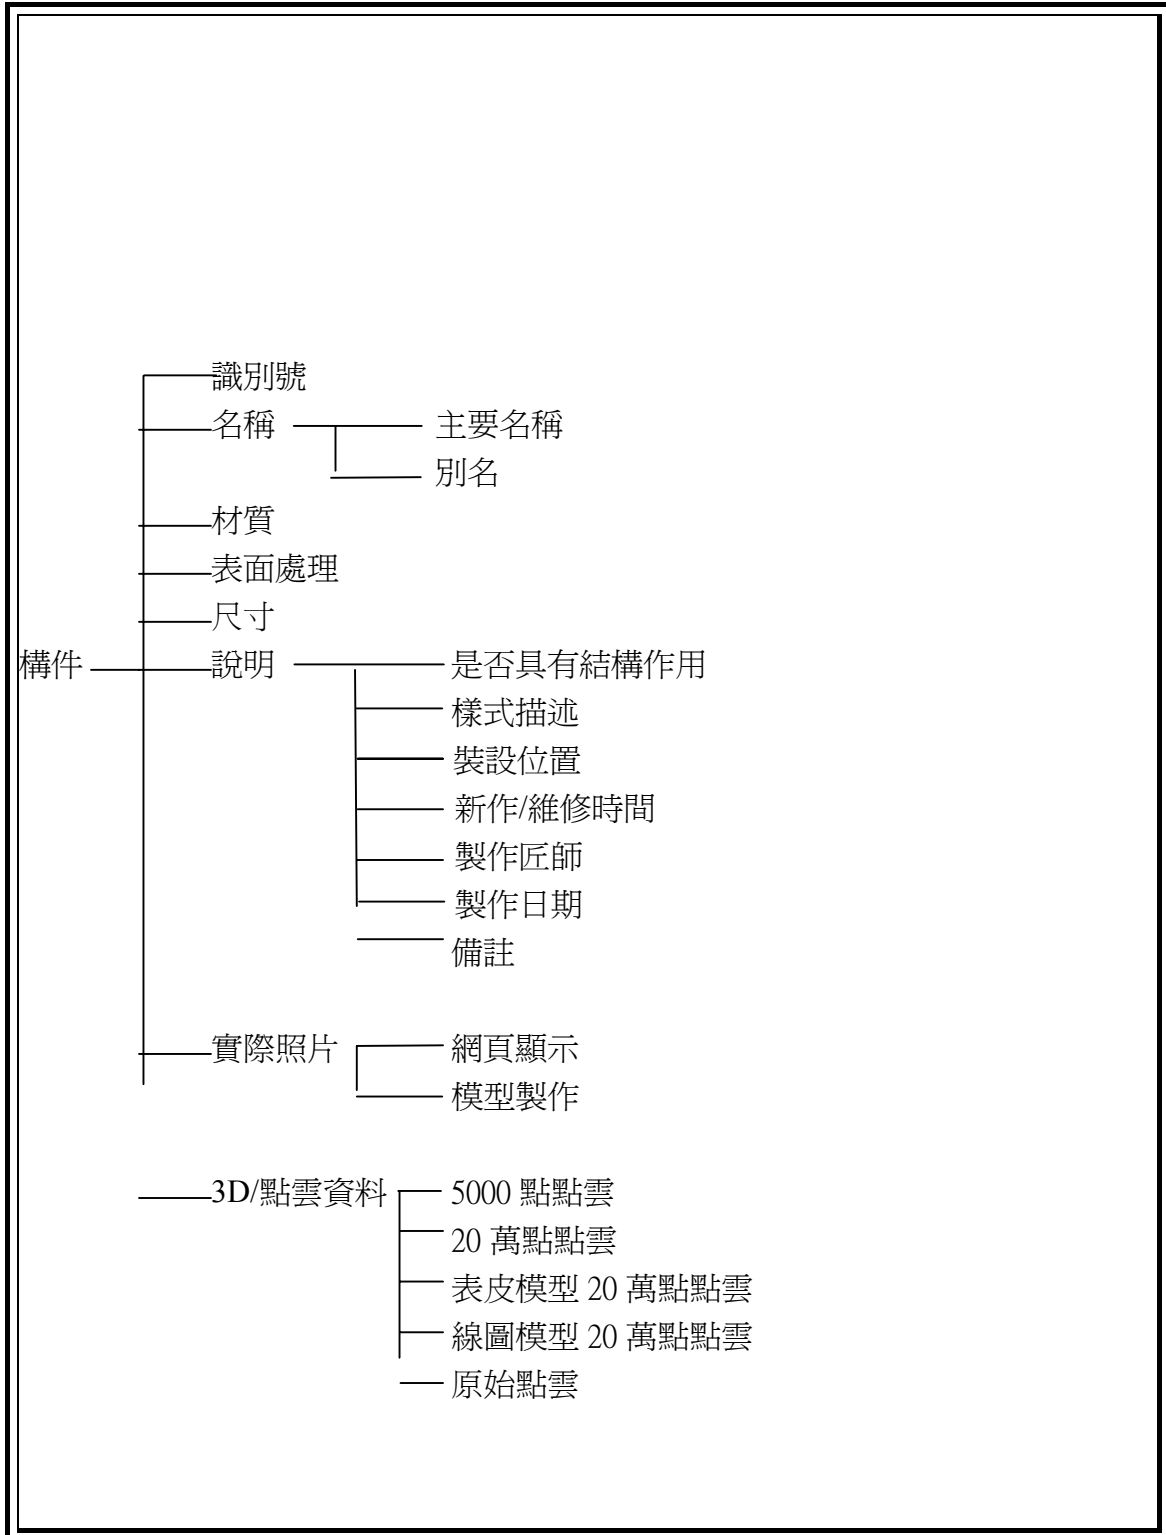 識別號
名稱 主要名稱
別名
材質
表面處理
尺寸
構件 說明 是否具有結構作用
樣式描述
裝設位置
新作/維修時間
製作匠師
製作日期
備註
實際照片 網頁顯示
模型製作
3D/點雲資料 5000 點點雲
20 萬點點雲
表皮模型 20 萬點點雲
線圖模型 20 萬點點雲
原始點雲